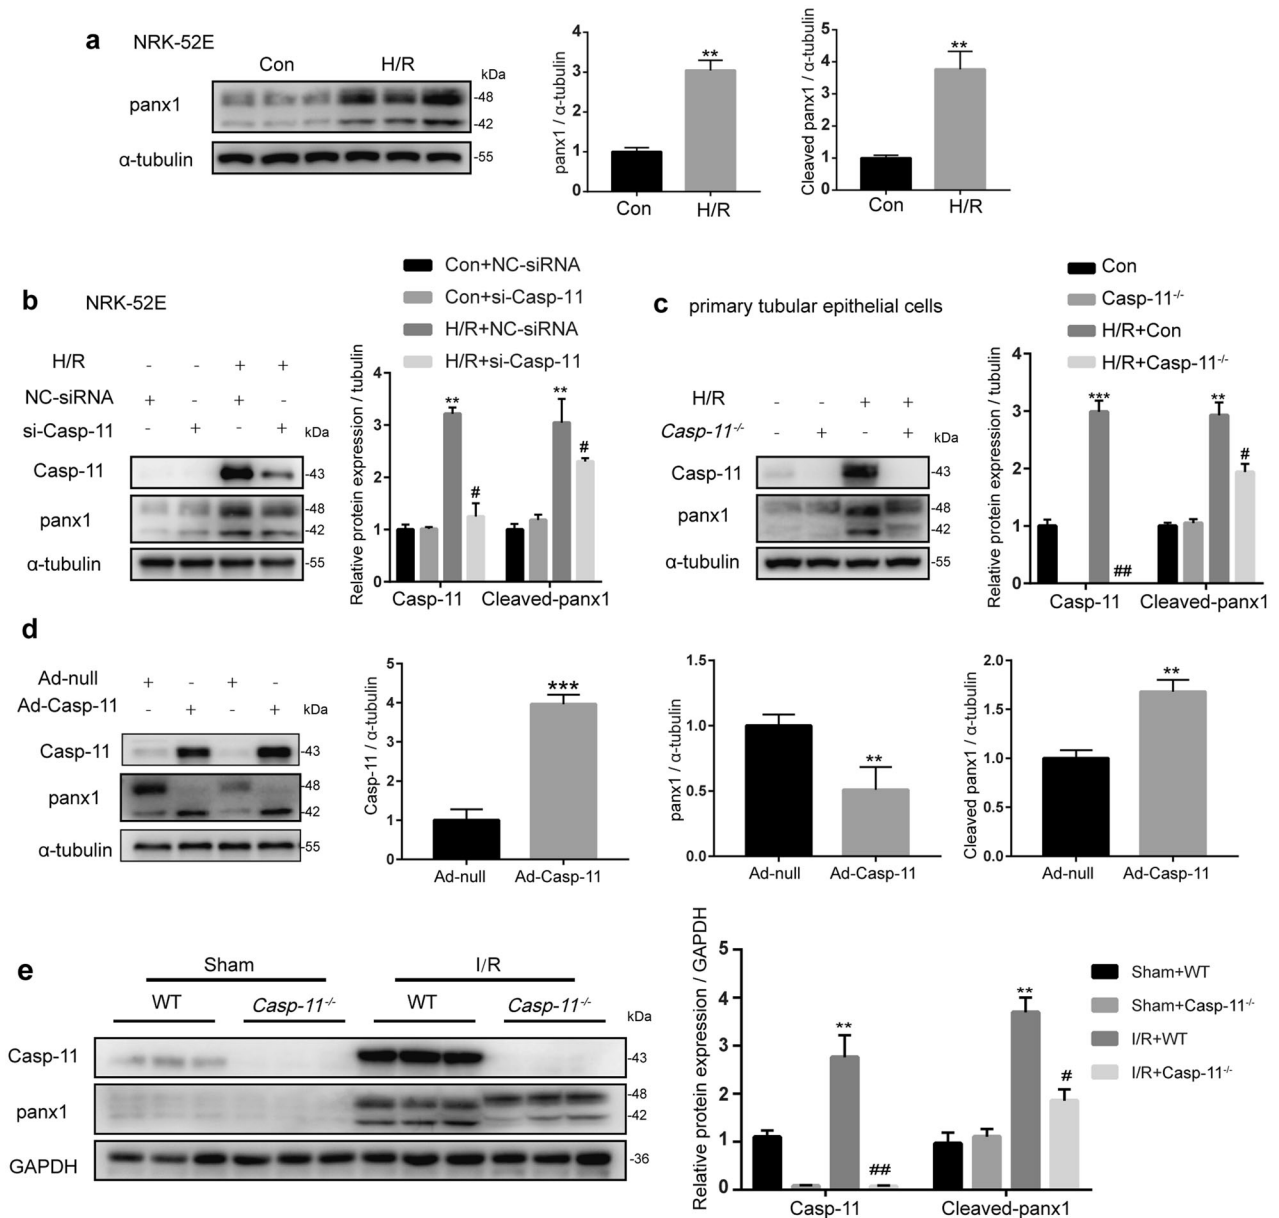 a NRK-52E
Con H/R
kDa
panx1
-48
-42
α-tubulin
-55
panx1 / α-tubulin
4
3
2
1
0
**
Con H/R
Cleaved panx1 / α-tubulin
5
4
3
2
1
0
**
Con H/R
b NRK-52E
H/R - - + +
NC-siRNA + - + -
si-Casp-11 - + - +
kDa
Casp-11
-43
panx1
-48
-42
α-tubulin
-55
Con+NC-siRNA
Con+si-Casp-11
H/R+NC-siRNA
H/R+si-Casp-11
Relative protein expression / tubulin
4
3
2
1
0
** # ** #
Casp-11 Cleaved-panx1
c primary tubular epithelial cells
H/R - - + +
Casp-11-/- - + - +
kDa
Casp-11
-43
panx1
-48
-42
α-tubulin
-55
Con
Casp-11-/-
H/R+Con
H/R+Casp-11-/-
Relative protein expression / tubulin
4
3
2
1
0
*** ## ** #
Casp-11 Cleaved-panx1
d
Ad-null + - + -
Ad-Casp-11 - + - +
kDa
Casp-11
-43
panx1
-48
-42
α-tubulin
-55
Casp-11 / α-tubulin
5
4
3
2
1
0
***
Ad-null Ad-Casp-11
panx1 / α-tubulin
1.5
1.0
0.5
0.0
**
Ad-null Ad-Casp-11
Cleaved panx1 / α-tubulin
2.0
1.5
1.0
0.5
0.0
**
Ad-null Ad-Casp-11
e
Sham I/R
WT Casp-11-/- WT Casp-11-/-
kDa
Casp-11
-43
panx1
-48
-42
GAPDH
-36
Relative protein expression / GAPDH
5
4
3
2
1
0
** ## ** #
Casp-11 Cleaved-panx1
Sham+WT
Sham+Casp-11-/-
I/R+WT
I/R+Casp-11-/-